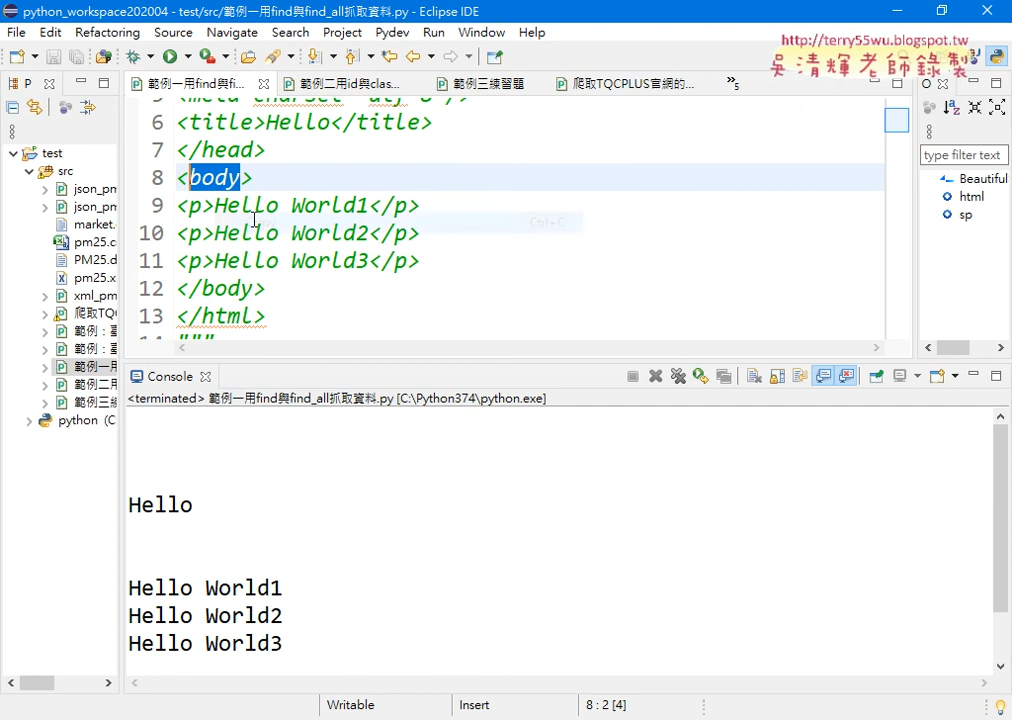 python_workspace202004 - test/src/範例一用find與find_all抓取資料.py - Eclipse IDE
File Edit Refactoring Source Navigate Search Project Pydev Run Window Help
http://terry55wu.blogspot.tw
吳清輝老師錄製
P
範例一用find與fi...
範例二用id與clas...
範例三練習題
爬取TQCPLUS官網的...
»5
O
test
src
json_pm
json_pm
market.
pm25.c
PM25.d
pm25.x
xml_pm
爬取TQ
範例：臺
範例：臺
範例一用
範例二用
範例三練
python (C
6 <title>Hello</title>
7 </head>
8 <body>
9 <p>Hello World1</p>
10 <p>Hello World2</p>
11 <p>Hello World3</p>
12 </body>
13 </html>
Ctrl+C
type filter text
Beautiful
html
sp
Console
<terminated> 範例一用find與find_all抓取資料.py [C:\Python374\python.exe]
Hello
Hello World1
Hello World2
Hello World3
Writable
Insert
8 : 2 [4]